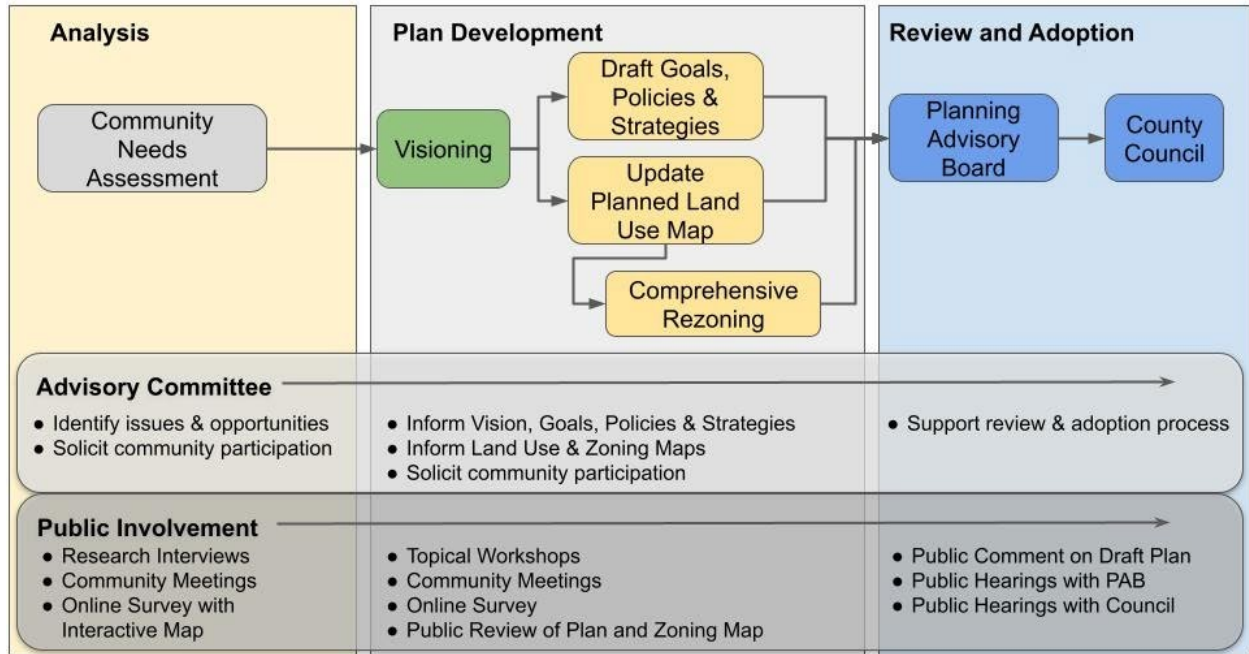 Analysis
Community
Needs
Assessment
Plan Development
Visioning
Draft Goals,
Policies &
Strategies
Update
Planned Land
Use Map
Comprehensive
Rezoning
Review and Adoption
Planning
Advisory
Board
County
Council
Advisory Committee
● Identify issues & opportunities
● Solicit community participation
● Inform Vision, Goals, Policies & Strategies
● Inform Land Use & Zoning Maps
● Solicit community participation
● Support review & adoption process
Public Involvement
● Research Interviews
● Community Meetings
● Online Survey with
Interactive Map
● Topical Workshops
● Community Meetings
● Online Survey
● Public Review of Plan and Zoning Map
● Public Comment on Draft Plan
● Public Hearings with PAB
● Public Hearings with Council